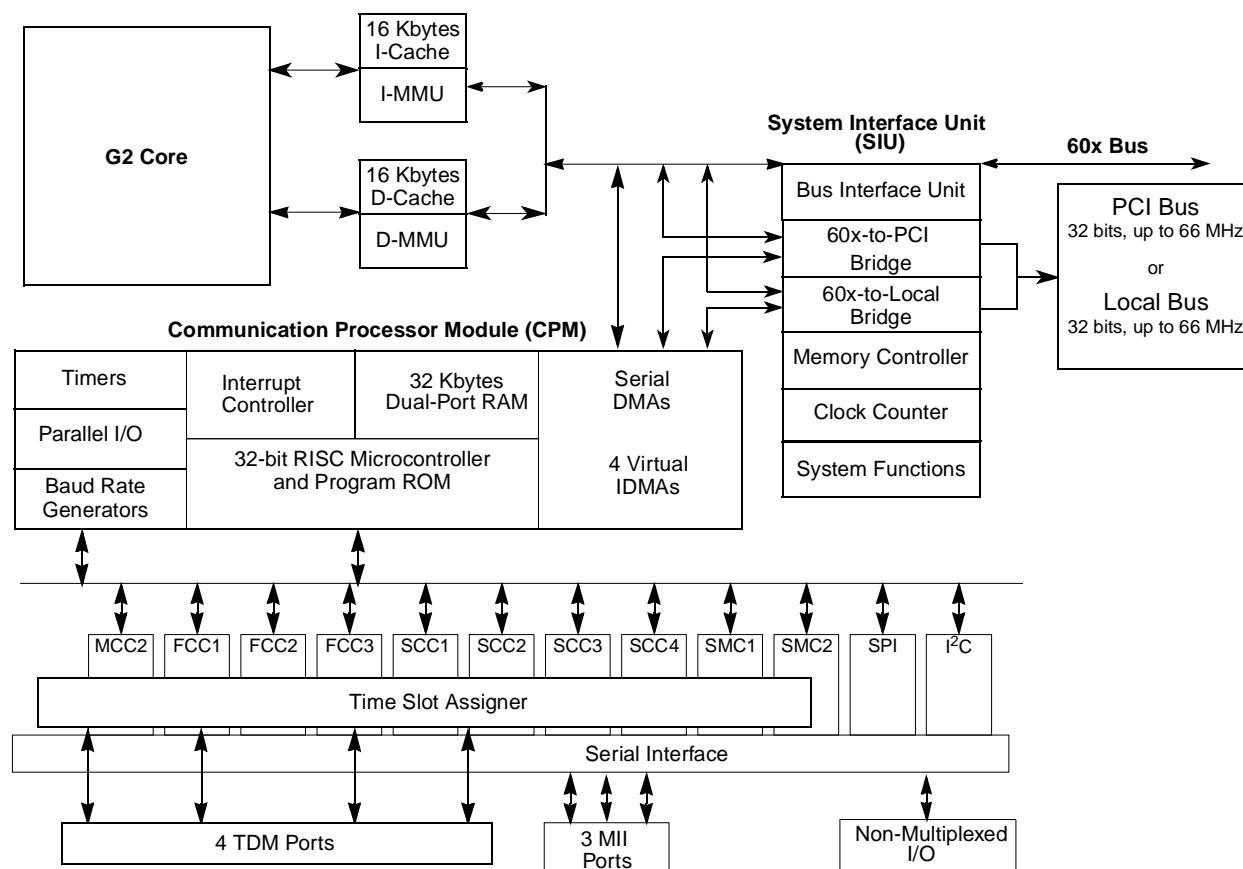 G2 Core
16 Kbytes
I-Cache
I-MMU
16 Kbytes
D-Cache
D-MMU
System Interface Unit
(SIU)
60x Bus
Bus Interface Unit
60x-to-PCI
Bridge
60x-to-Local
Bridge
Memory Controller
Clock Counter
System Functions
PCI Bus
32 bits, up to 66 MHz
or
Local Bus
32 bits, up to 66 MHz
Communication Processor Module (CPM)
Timers
Parallel I/O
Baud Rate
Generators
Interrupt
Controller
32 Kbytes
Dual-Port RAM
32-bit RISC Microcontroller
and Program ROM
Serial
DMAs
4 Virtual
IDMAs
MCC2
FCC1
FCC2
FCC3
SCC1
SCC2
SCC3
SCC4
SMC1
SMC2
SPI
I²C
Time Slot Assigner
Serial Interface
4 TDM Ports
3 MII
Ports
Non-Multiplexed
I/O